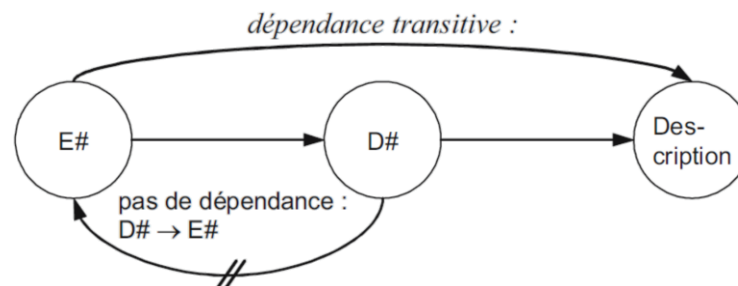 dépendance transitive :
E#
D#
Des-
cription
pas de dépendance :
D# → E#